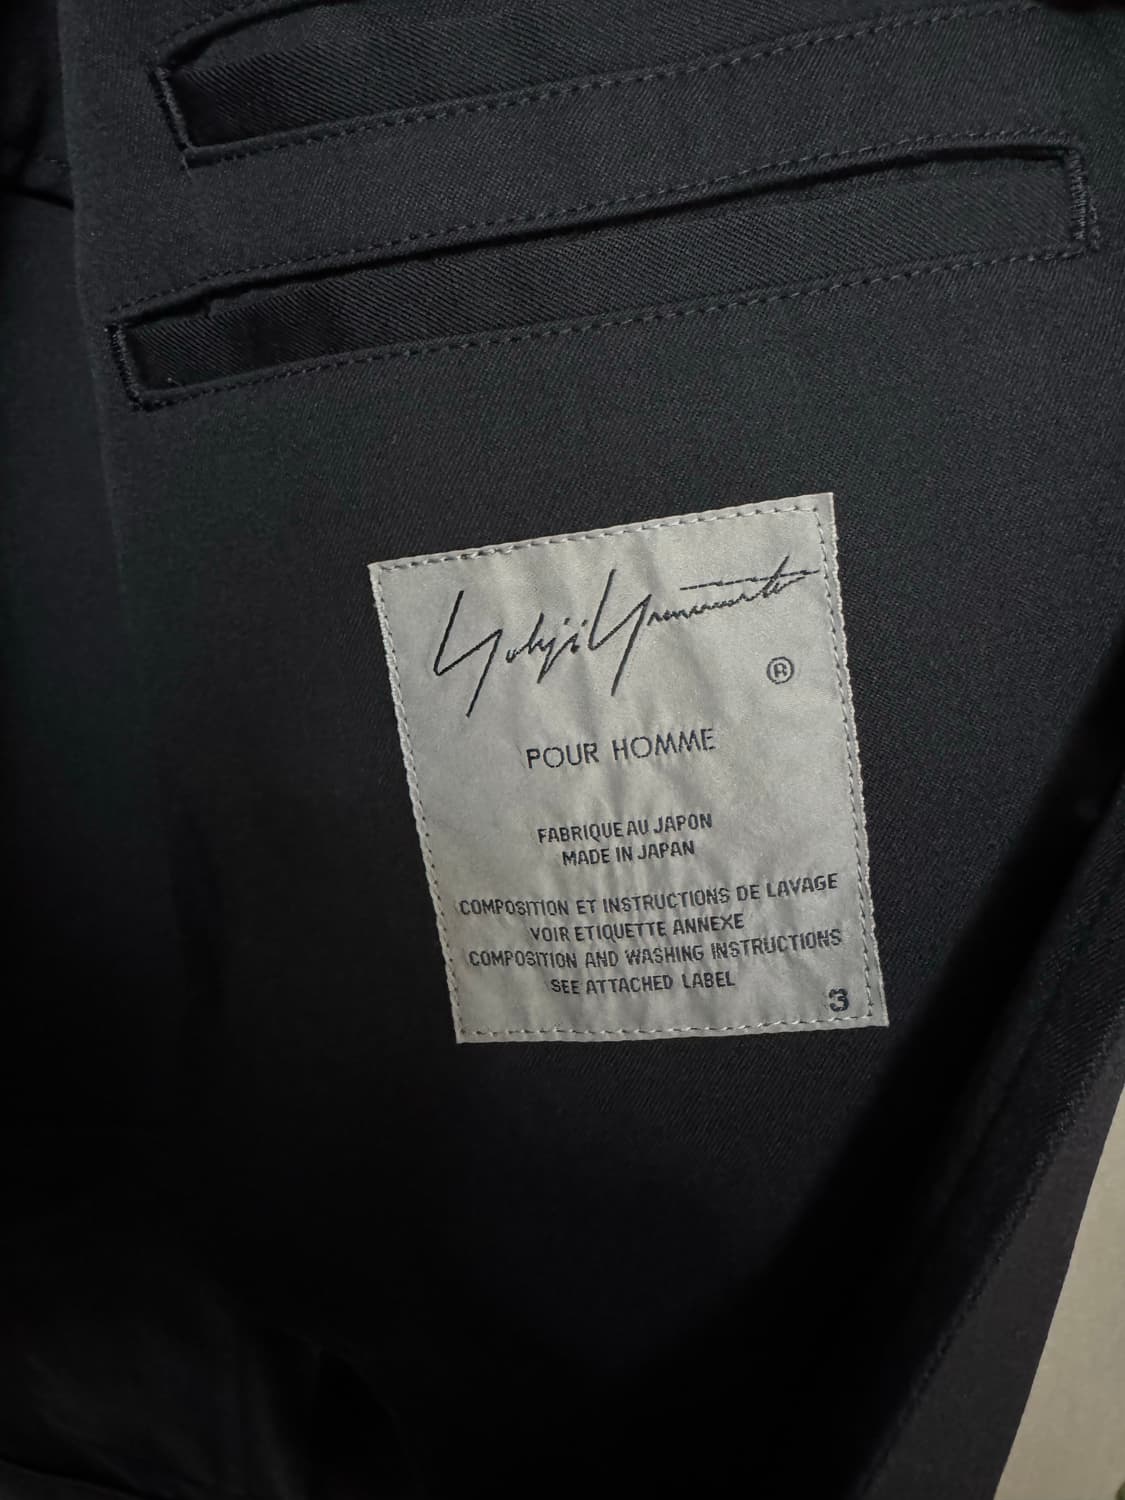 Yohji Yamamoto
®
POUR HOMME
FABRIQUE AU JAPON
MADE IN JAPAN
COMPOSITION ET INSTRUCTIONS DE LAVAGE
VOIR ETIQUETTE ANNEXE
COMPOSITION AND WASHING INSTRUCTIONS
SEE ATTACHED LABEL
3